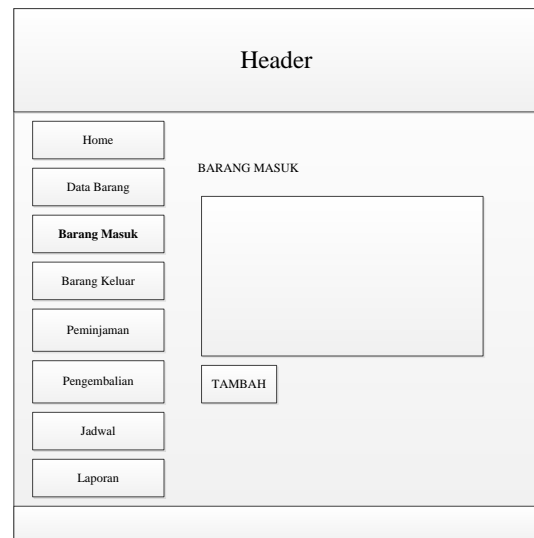 Header
Home
Data Barang
Barang Masuk
Barang Keluar
Peminjaman
Pengembalian
Jadwal
Laporan
BARANG MASUK
TAMBAH